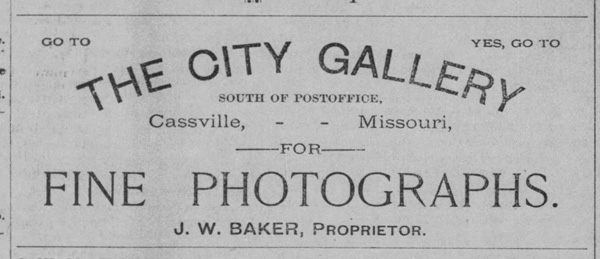 GO TO
YES, GO TO
THE CITY GALLERY
SOUTH OF POSTOFFICE,
Cassville, - - Missouri,
——FOR——
FINE PHOTOGRAPHS.
J. W. BAKER, PROPRIETOR.